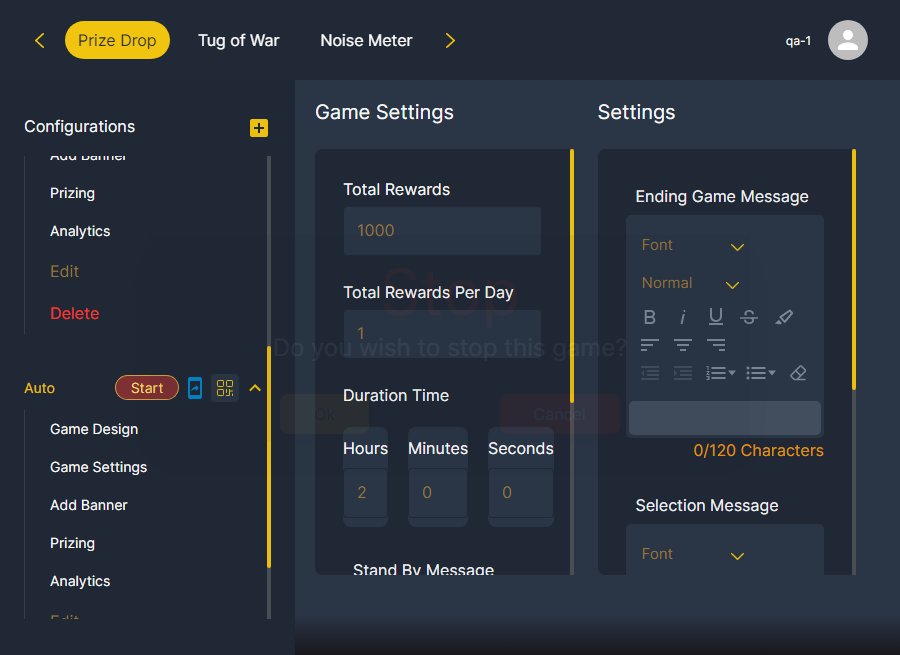 Prize Drop Tug of War Noise Meter qa-1
Configurations
Add Banner
Prizing
Analytics
Edit
Delete
Auto Start
Game Design
Game Settings
Add Banner
Prizing
Analytics
Edit
Game Settings
Total Rewards
1000
Total Rewards Per Day
1
Duration Time
Hours Minutes Seconds
2 0 0
Stand By Message
Settings
Ending Game Message
Font
Normal
B i U S
0/120 Characters
Selection Message
Font
Stop
Do you wish to stop this game?
Ok Cancel